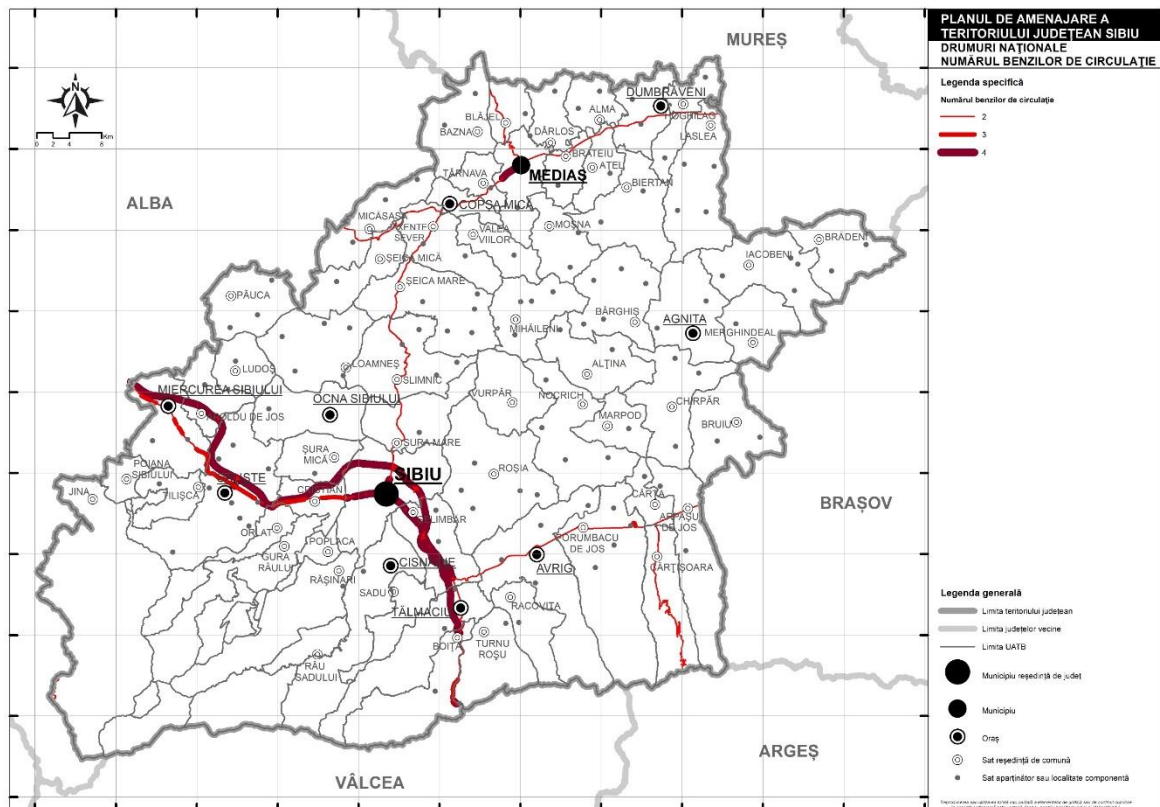 PLANUL DE AMENAJARE A
TERITORIULUI JUDEȚEAN SIBIU
DRUMURI NAȚIONALE
NUMĂRUL BENZILOR DE CIRCULAȚIE
Legenda specifică
Numărul benzilor de circulație
2
3
4
N
0 2 4 8
Km
MUREȘ
ALBA
BRAȘOV
ARGEȘ
VÂLCEA
DUMBRĂVENI
HOGHILAG
LASLEA
ALMA
BLĂJEL
BAZNA
DÂRLOS
BRATEIU
AȚEL
BIERTAN
MEDIAȘ
TÂRNAVA
COPȘA MICĂ
MICĂSASA
AXENTE
SEVER
VALEA
VIILOR
MOȘNA
ȘEICA MICĂ
ȘEICA MARE
BRĂDENI
IACOBENI
PĂUCA
MIHĂILENI
BÂRGHIȘ
AGNITA
MERGHINDEAL
LUDOȘ
LOAMNEȘ
SLIMNIC
ALȚINA
MIERCUREA SIBIULUI
APOLDU DE JOS
OCNA SIBIULUI
VURPĂR
NOCRICH
MARPOD
CHIRPĂR
BRUIU
ȘURA MARE
ȘURA
MICĂ
SIBIU
ROȘIA
POIANA
SIBIULUI
JINA
TILIȘCA
CRISTIAN
CÂRȚA
ARPAȘU
DE JOS
ORLAT
GURA
RÂULUI
POPLACA
RĂȘINARI
PORUMBACU
DE JOS
CÂRȚIȘOARA
AVRIG
CISNĂDIE
SADU
TĂLMACIU
RACOVIȚA
BOIȚA
TURNU
ROȘU
RÂU
SADULUI
Legenda generală
Limita teritoriului județean
Limita județelor vecine
Limita UATB
Municipiu reședință de județ
Municipiu
Oraș
Sat reședință de comună
Sat aparținător sau localitate componentă